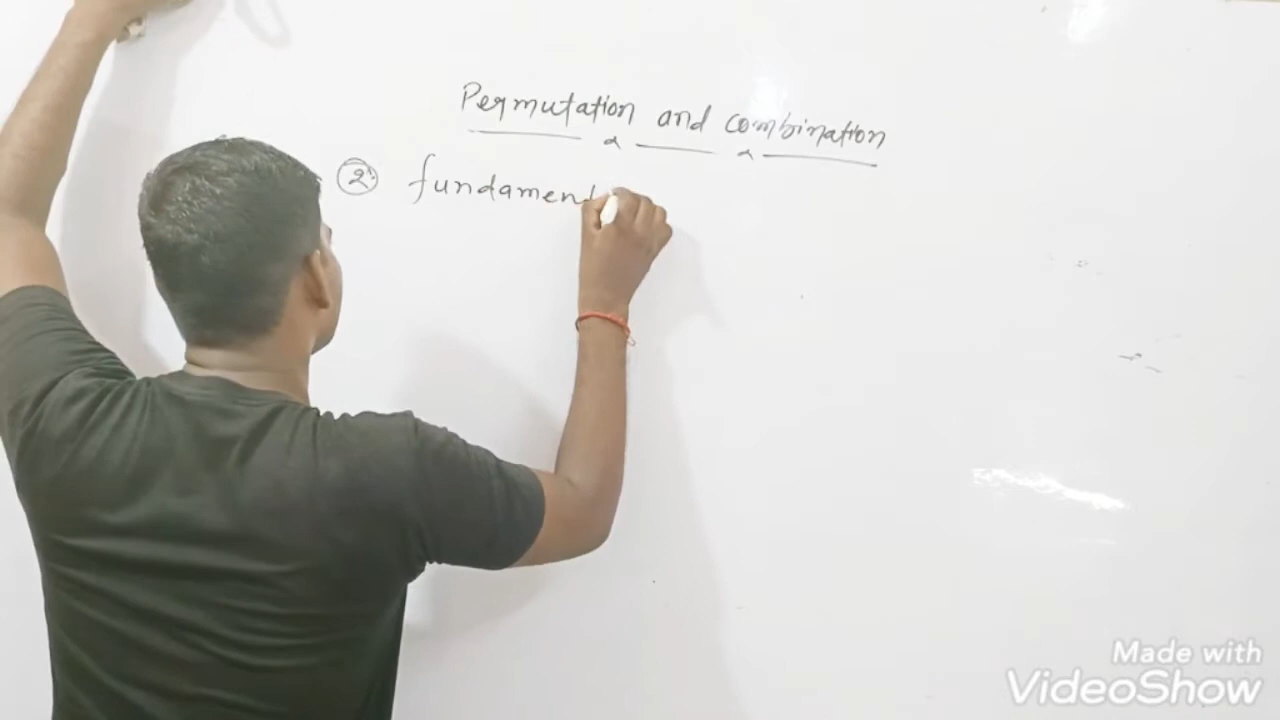 Permutation and combination
② fundament
Made with
VideoShow